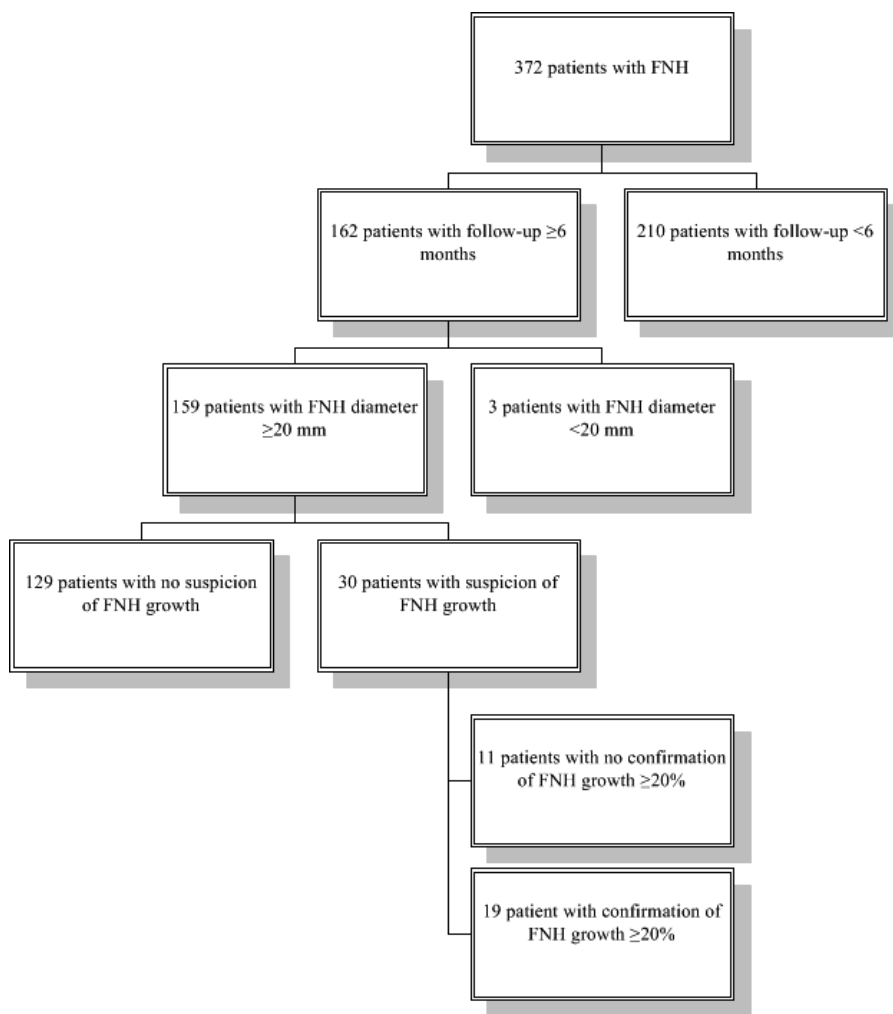 372 patients with FNH
162 patients with follow-up ≥6
months
210 patients with follow-up <6
months
159 patients with FNH diameter
≥20 mm
3 patients with FNH diameter
<20 mm
129 patients with no suspicion
of FNH growth
30 patients with suspicion of
FNH growth
11 patients with no confirmation
of FNH growth ≥20%
19 patient with confirmation of
FNH growth ≥20%